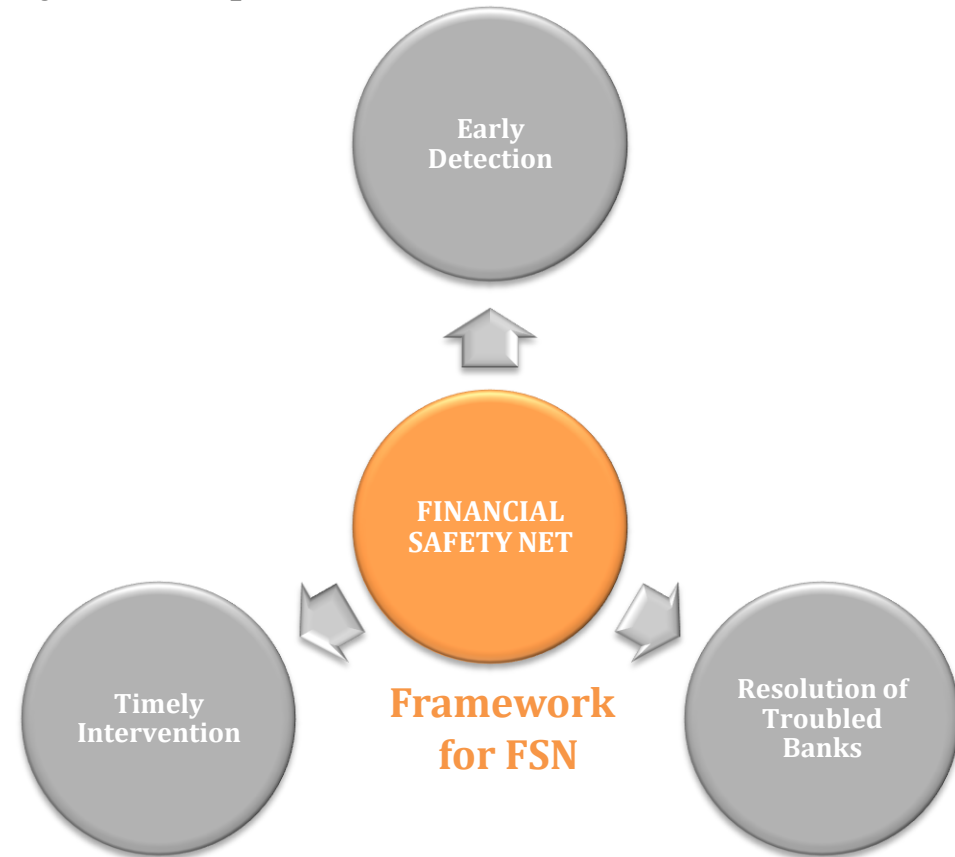 Early
Detection
FINANCIAL
SAFETY NET
Framework
for FSN
Timely
Intervention
Resolution of
Troubled
Banks